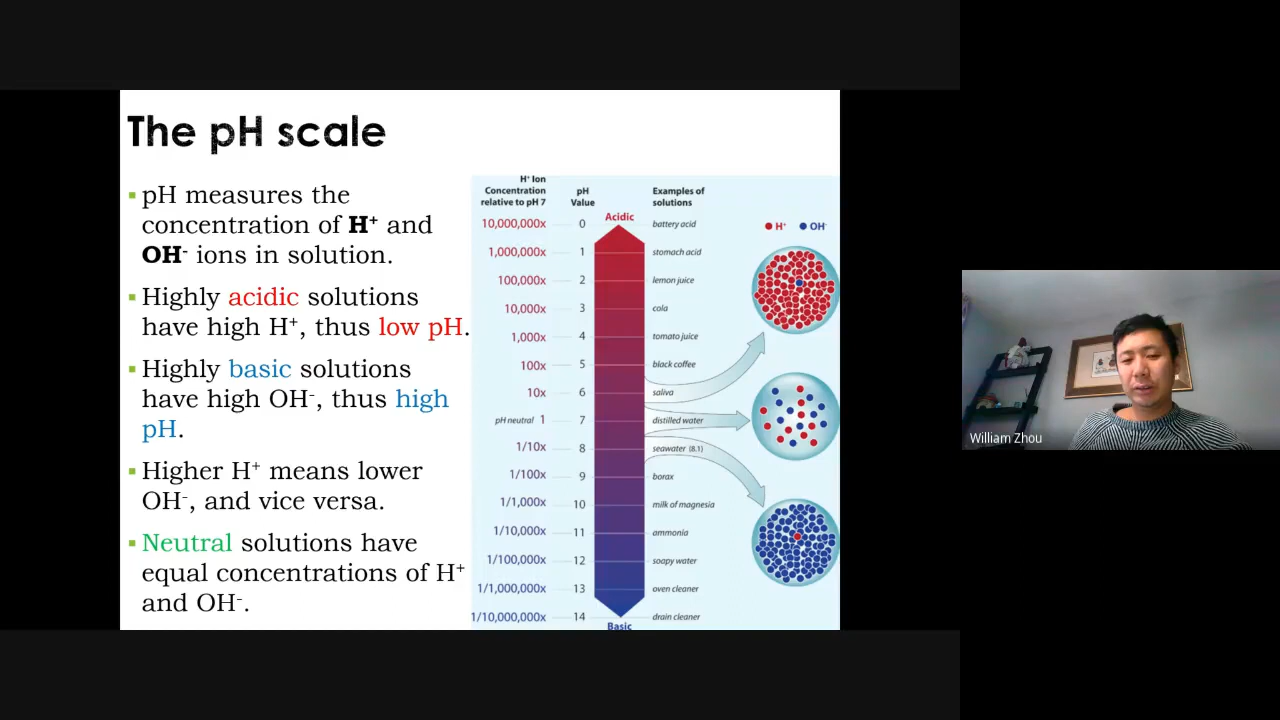 The pH scale
▪ pH measures the
concentration of H⁺ and
OH⁻ ions in solution.
▪ Highly acidic solutions
have high H⁺, thus low pH.
▪ Highly basic solutions
have high OH⁻, thus high
pH.
▪ Higher H⁺ means lower
OH⁻, and vice versa.
▪ Neutral solutions have
equal concentrations of H⁺
and OH⁻.
H⁺ Ion
Concentration
relative to pH 7
pH
Value
Examples of
solutions
Acidic
H⁺ OH⁻
10,000,000x 0 battery acid
1,000,000x 1 stomach acid
100,000x 2 lemon juice
10,000x 3 cola
1,000x 4 tomato juice
100x 5 black coffee
10x 6 saliva
pH neutral 1 7 distilled water
1/10x 8 seawater (8.1)
1/100x 9 borax
1/1,000x 10 milk of magnesia
1/10,000x 11 ammonia
1/100,000x 12 soapy water
1/1,000,000x 13 oven cleaner
1/10,000,000x 14 drain cleaner
Basic
William Zhou